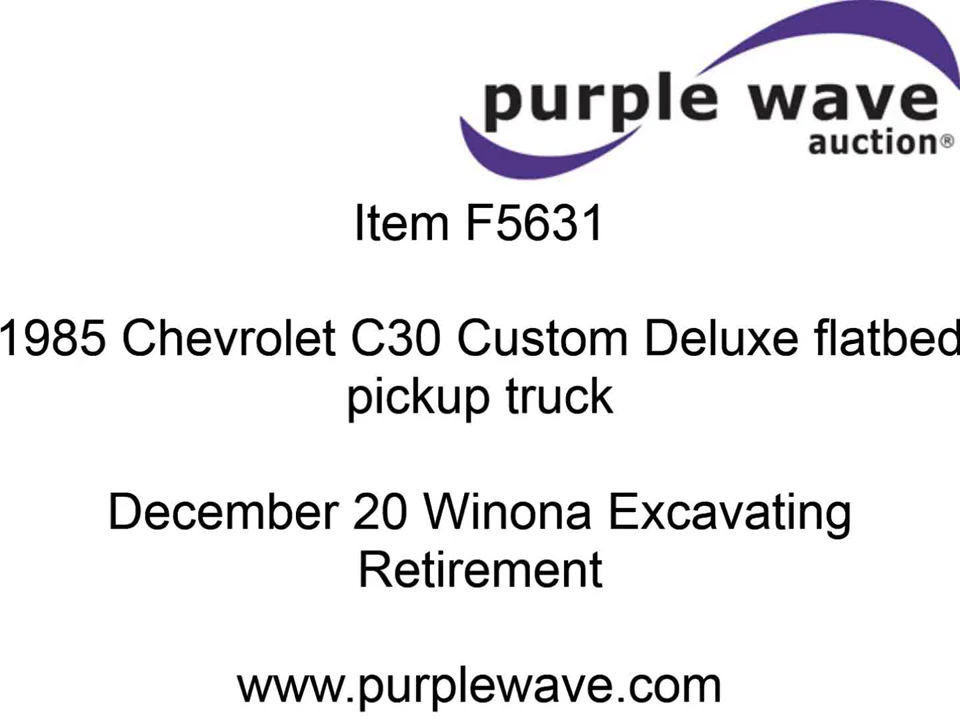 purple wave
auction®
Item F5631
1985 Chevrolet C30 Custom Deluxe flatbed
pickup truck
December 20 Winona Excavating
Retirement
www.purplewave.com